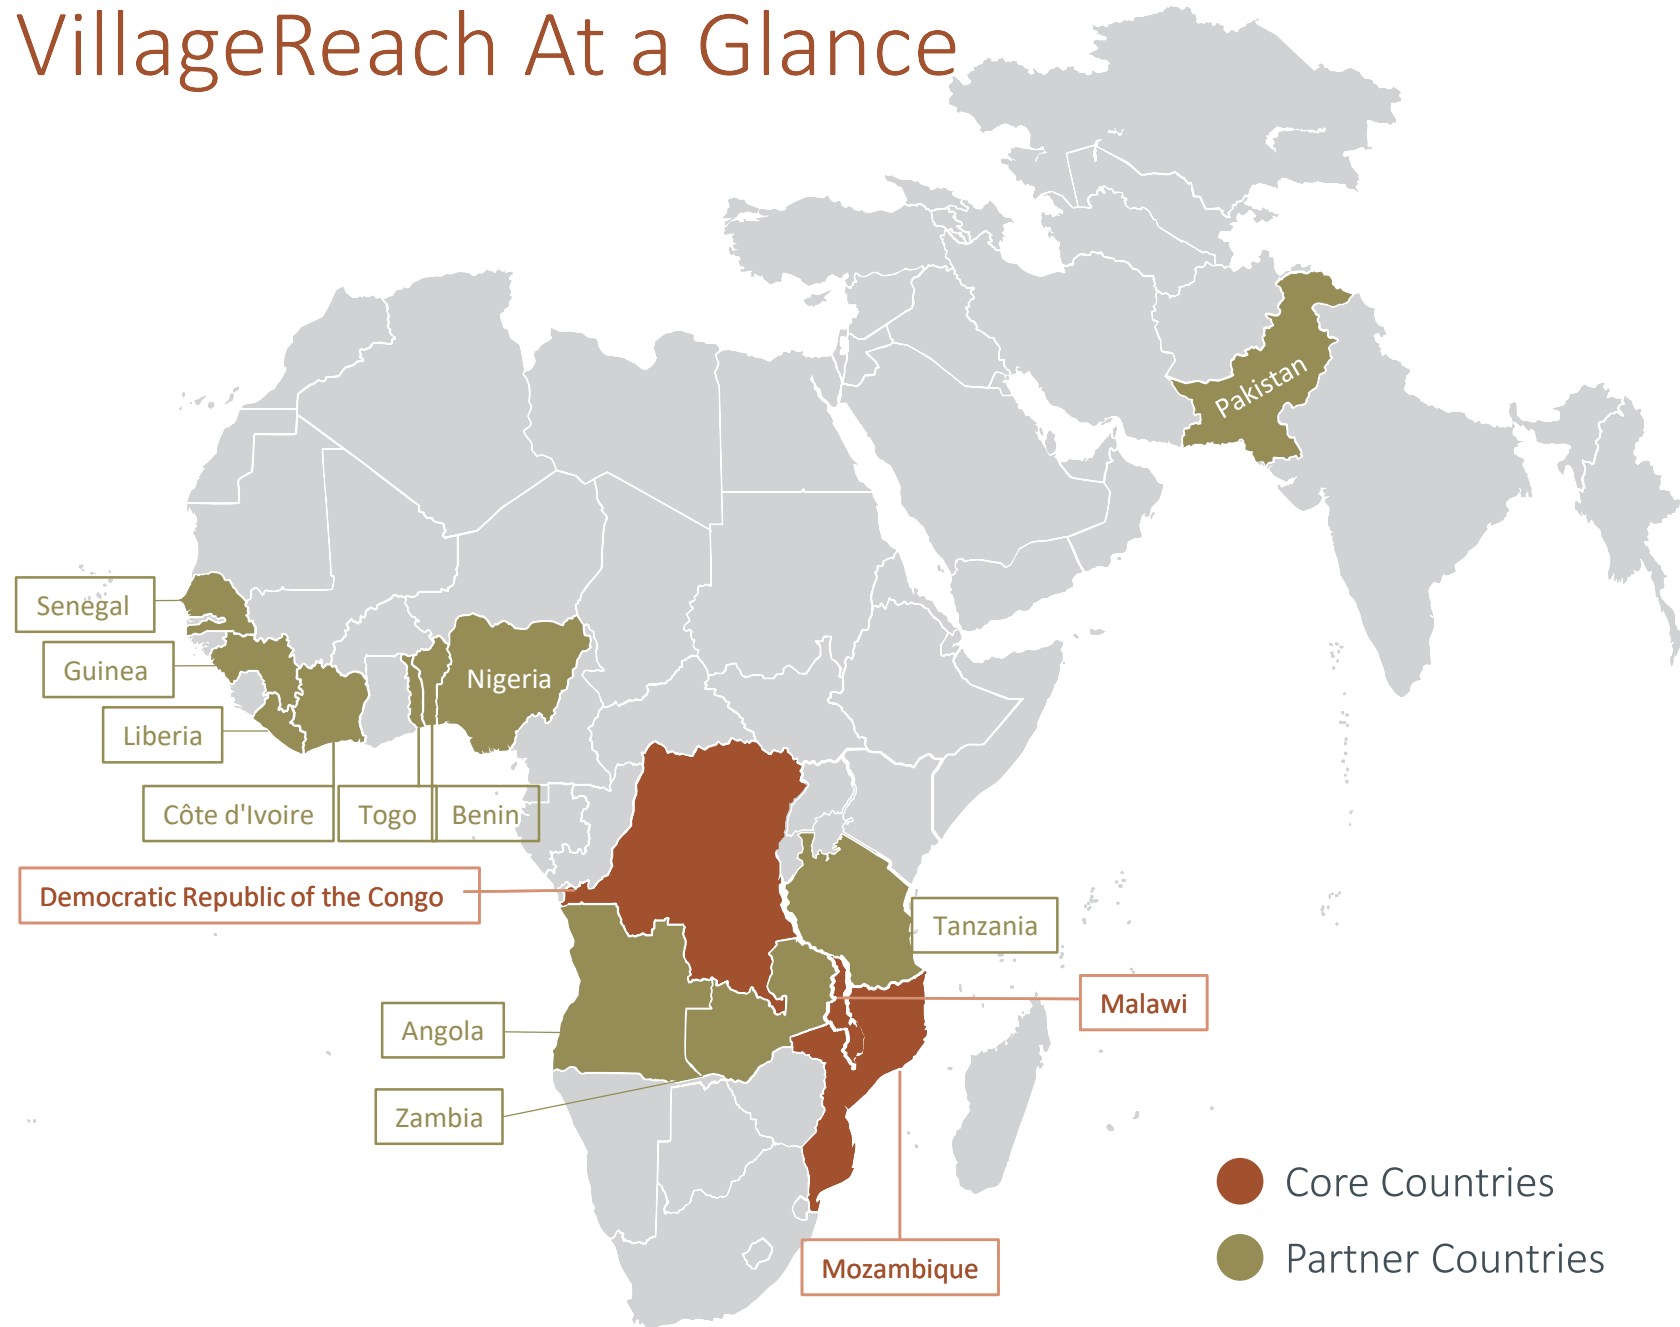 VillageReach At a Glance
Pakistan
Senegal
Guinea
Nigeria
Liberia
Côte d'Ivoire
Togo
Benin
Democratic Republic of the Congo
Tanzania
Malawi
Angola
Zambia
Core Countries
Partner Countries
Mozambique